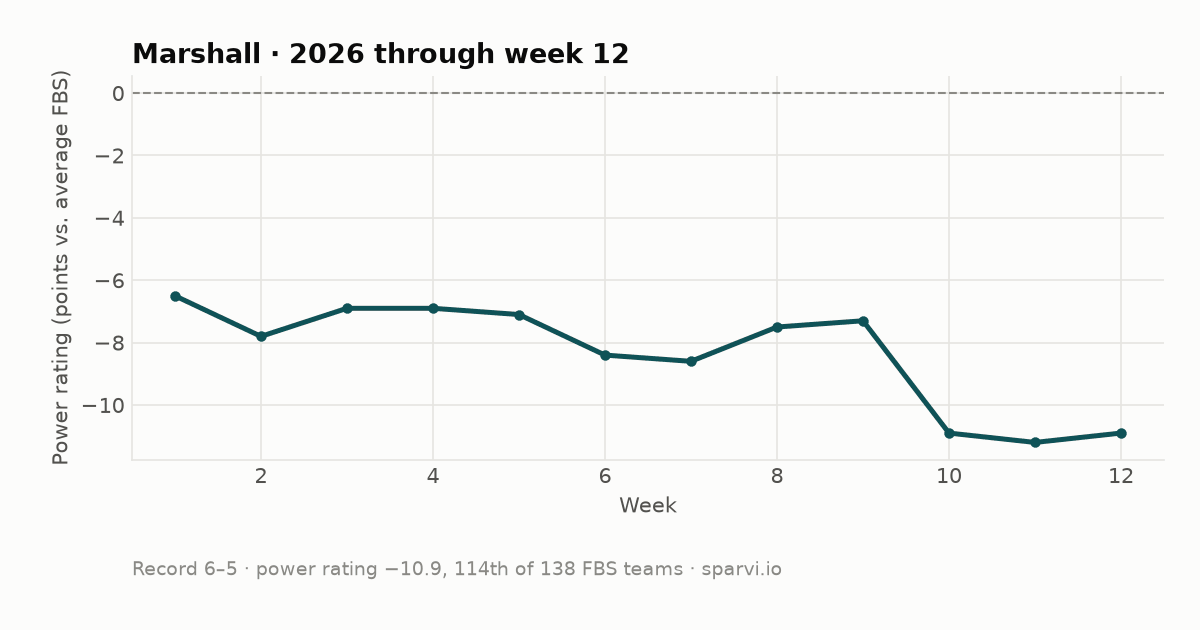 Marshall · 2026 through week 12
Power rating (points vs. average FBS)
0
−2
−4
−6
−8
−10
2 4 6 8 10 12
Week
Record 6–5 · power rating −10.9, 114th of 138 FBS teams · sparvi.io